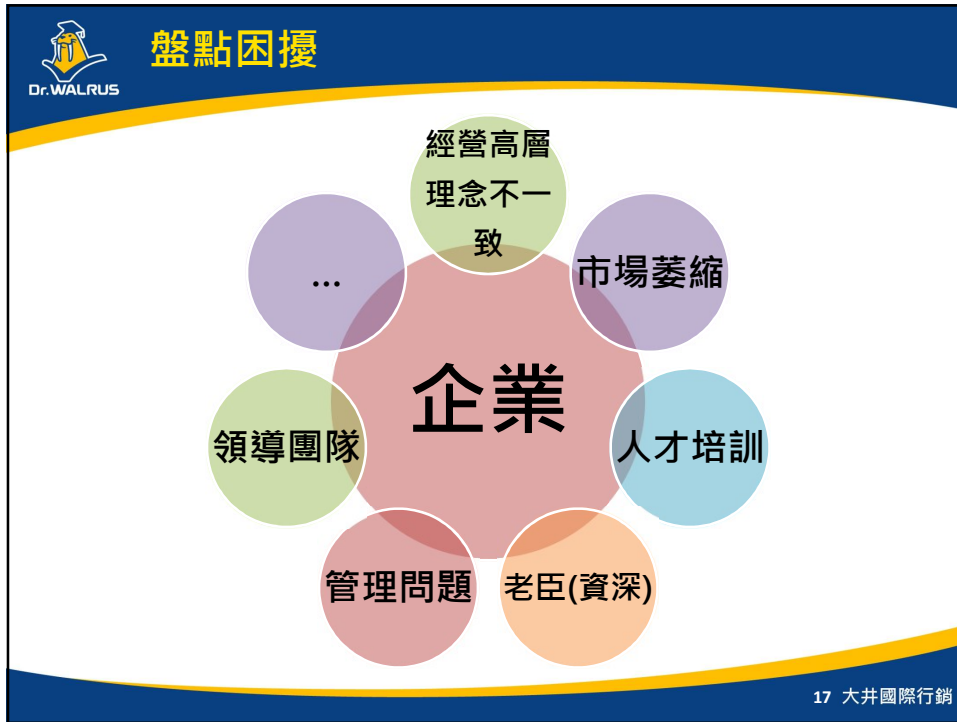 Dr.WALRUS
盤點困擾
經營高層
理念不一
致
市場萎縮
人才培訓
老臣(資深)
管理問題
領導團隊
...
企業
17 大井國際行銷